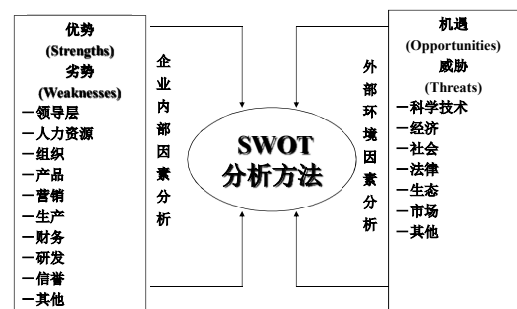 优势
(Strengths)
劣势
(Weaknesses)
－领导层
－人力资源
－组织
－产品
－营销
－生产
－财务
－研发
－信誉
－其他
企业内部因素分析
SWOT
分析方法
外部环境因素分析
机遇
(Opportunities)
威胁
(Threats)
－科学技术
－经济
－社会
－法律
－生态
－市场
－其他